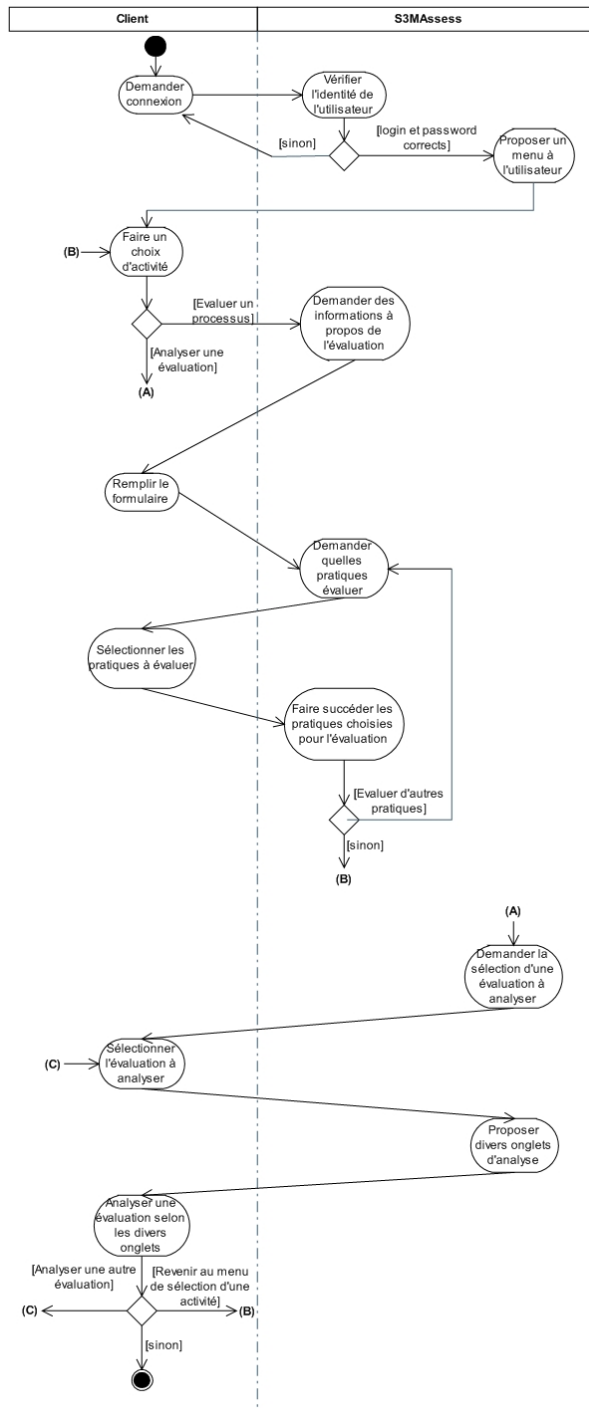 Client
S3MAssess
Demander
connexion
Vérifier
l'identité de
l'utilisateur
[sinon]
[login et password
corrects]
Proposer un
menu à
l'utilisateur
(B)
Faire un
choix
d'activité
[Evaluer un
processus]
Demander des
informations à
propos de
l'évaluation
[Analyser une
évaluation]
(A)
Remplir le
formulaire
Demander
quelles
pratiques
évaluer
Sélectionner les
pratiques à évaluer
Faire succéder les
pratiques choisies
pour l'évaluation
[Evaluer d'autres
pratiques]
[sinon]
(B)
(A)
Demander la
sélection d'une
évaluation à
analyser
(C)
Sélectionner
l'évaluation à
analyser
Proposer
divers onglets
d'analyse
Analyser une
évaluation selon
les divers
onglets
[Analyser une autre
évaluation]
[Revenir au menu
de sélection d'une
activité]
(C)
(B)
[sinon]